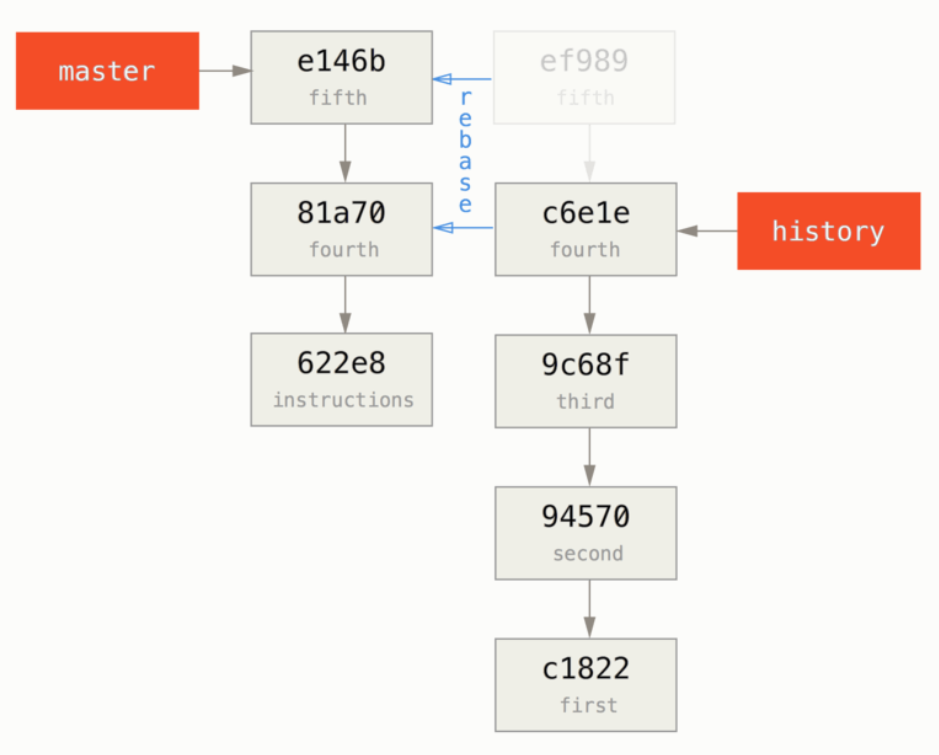 master
e146b
fifth
ef989
fifth
rebase
81a70
fourth
c6e1e
fourth
history
622e8
instructions
9c68f
third
94570
second
c1822
first